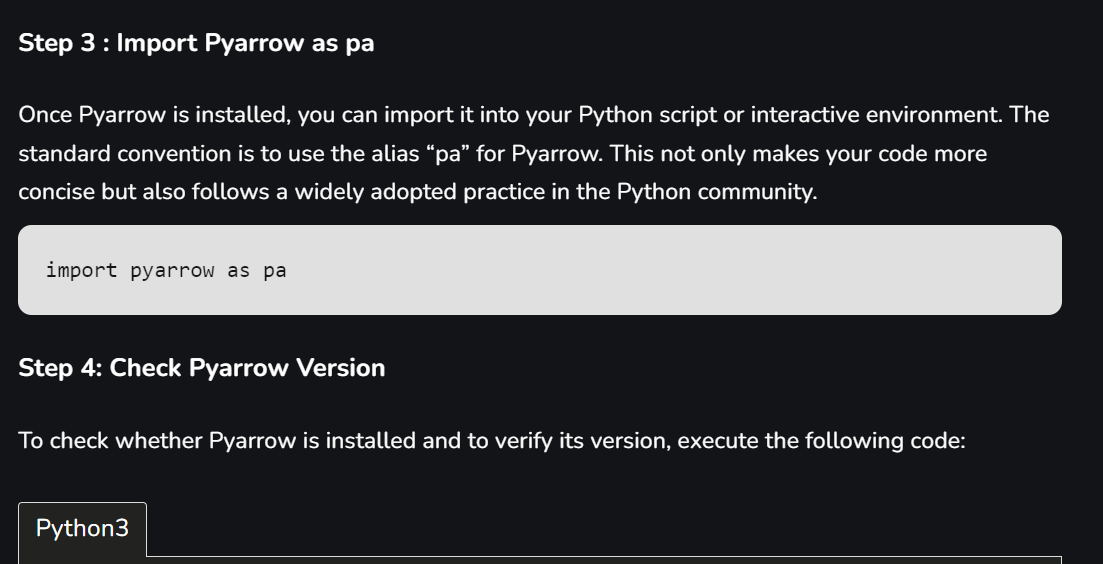 Step 3 : Import Pyarrow as pa
Once Pyarrow is installed, you can import it into your Python script or interactive environment. The
standard convention is to use the alias “pa” for Pyarrow. This not only makes your code more
concise but also follows a widely adopted practice in the Python community.
import pyarrow as pa
Step 4: Check Pyarrow Version
To check whether Pyarrow is installed and to verify its version, execute the following code:
Python3